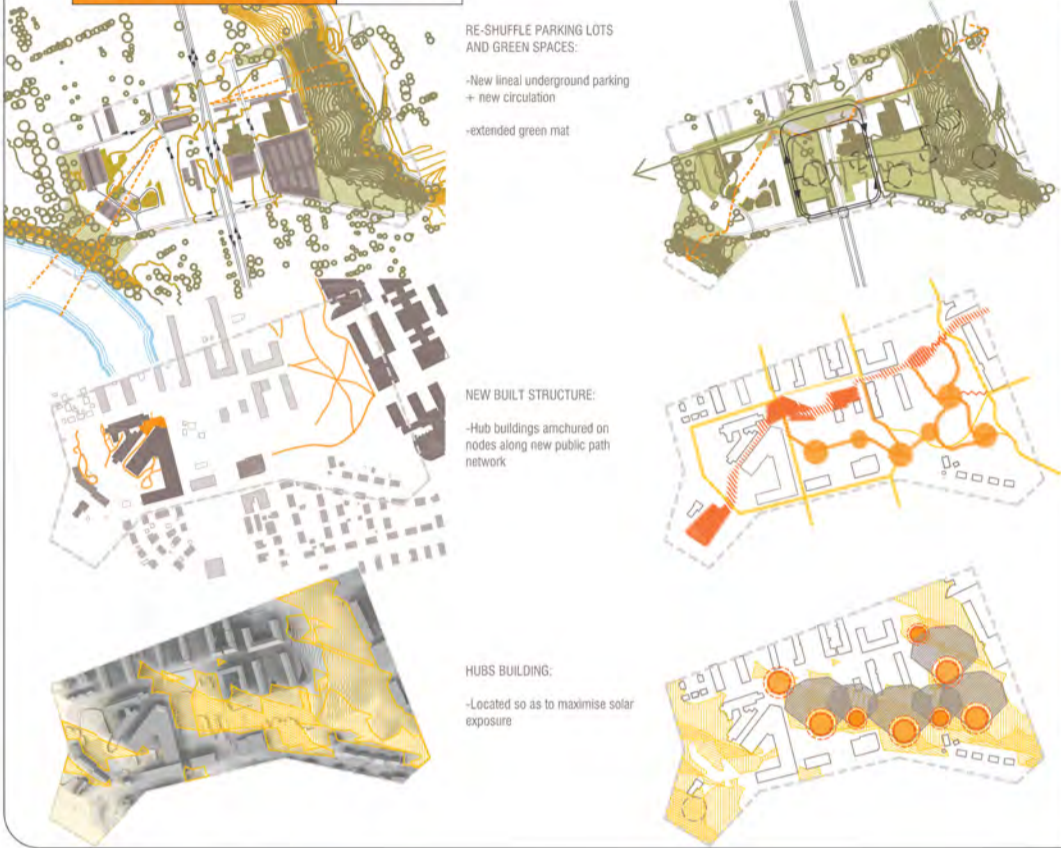 RE-SHUFFLE PARKING LOTS
AND GREEN SPACES:
-New lineal underground parking
+ new circulation
-extended green mat
NEW BUILT STRUCTURE:
-Hub buildings amchured on
nodes along new public path
network
HUBS BUILDING:
-Located so as to maximise solar
exposure